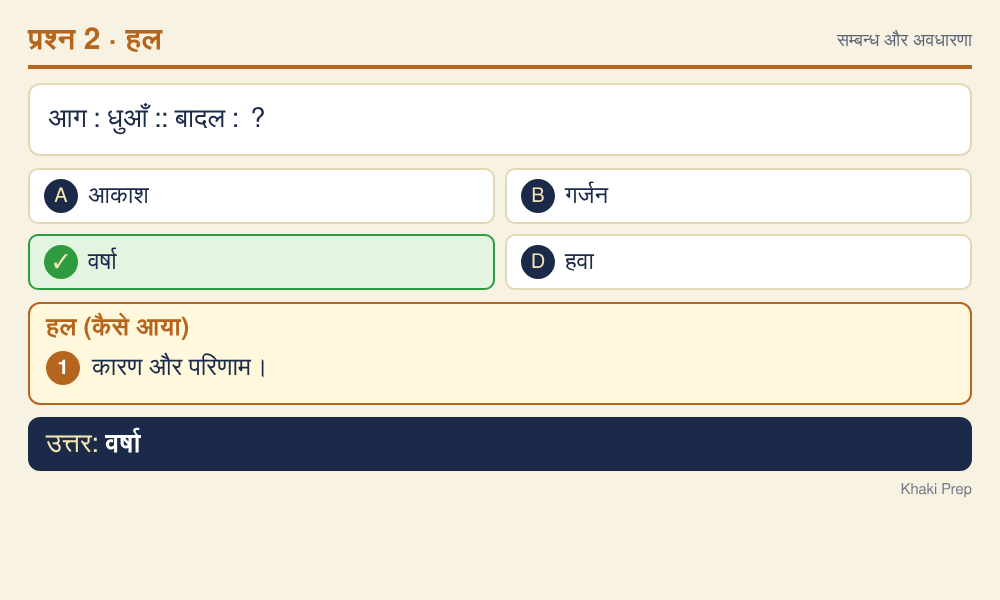 प्रश्न 2 · हल
सम्बन्ध और अवधारणा
आग : धुआँ :: बादल : ?
A आकाश
B गर्जन
✓ वर्षा
D हवा
हल (कैसे आया)
1 कारण और परिणाम।
उत्तर: वर्षा
Khaki Prep